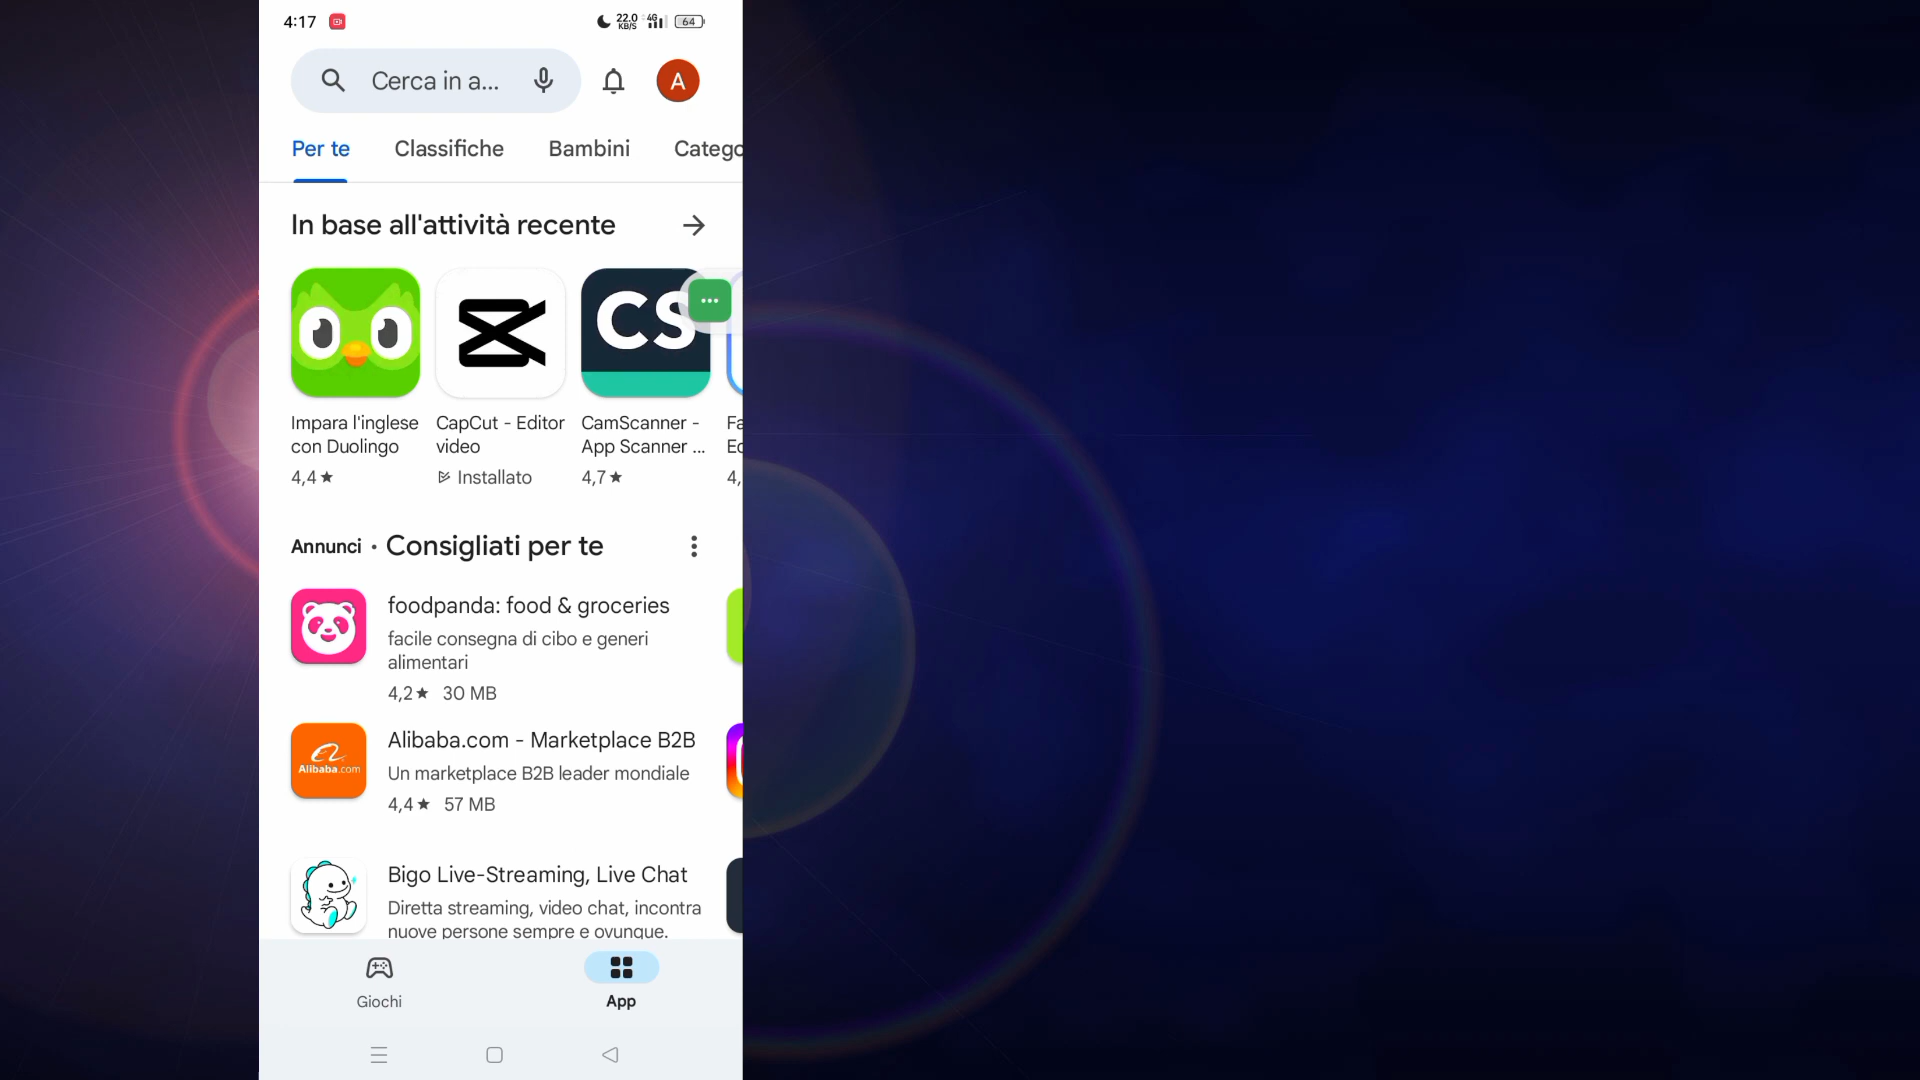 4:17
22.0 KB/S 4G 64
Cerca in a...
A
Per te Classifiche Bambini Catego
In base all'attività recente
CS
Impara l'inglese con Duolingo
4,4★
CapCut - Editor video
Installato
CamScanner - App Scanner ...
4,7★
Fa
Ec
4,
Annunci • Consigliati per te
foodpanda: food & groceries
facile consegna di cibo e generi
alimentari
4,2★ 30 MB
Alibaba.com
Alibaba.com - Marketplace B2B
Un marketplace B2B leader mondiale
4,4★ 57 MB
Bigo Live-Streaming, Live Chat
Diretta streaming, video chat, incontra
nuove persone sempre e ovunque.
Giochi App